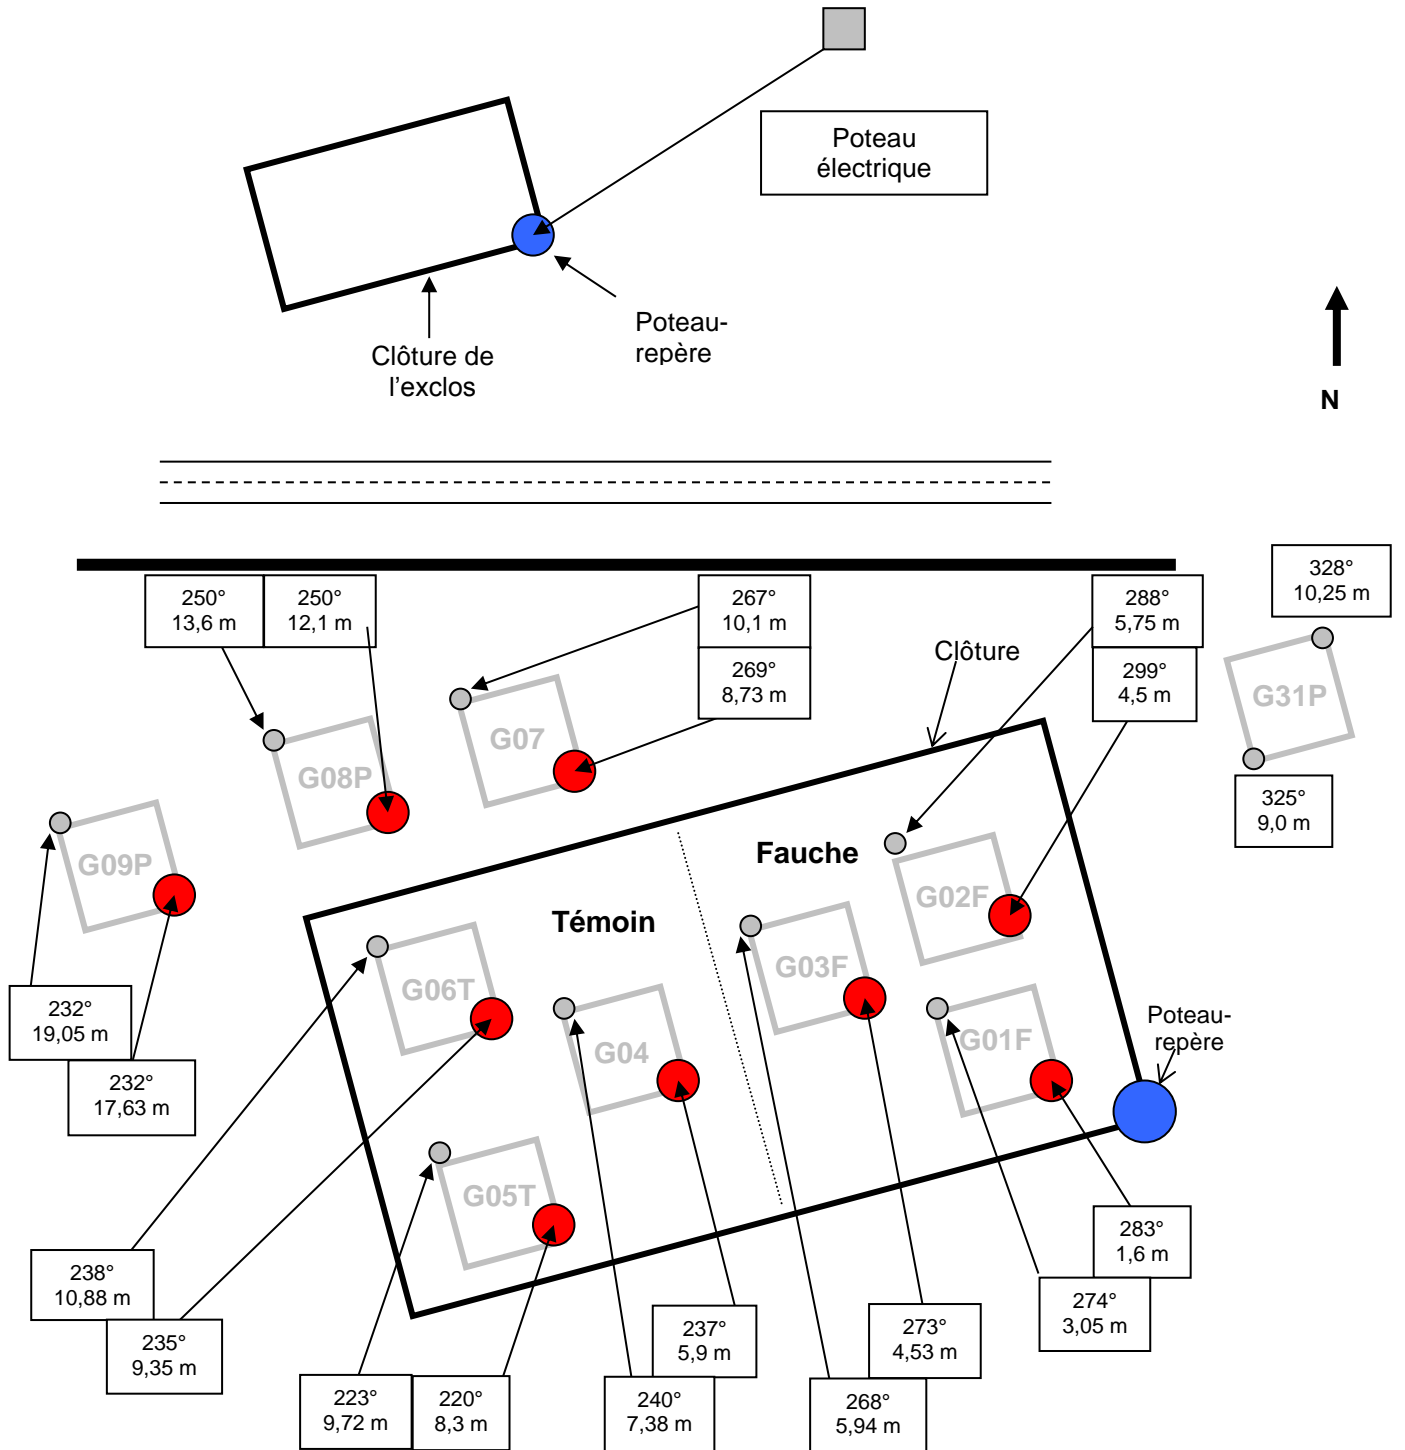 Poteau
électrique
Poteau-
repère
Clôture de
l'exclos
N
328°
10,25 m
250°
13,6 m
250°
12,1 m
267°
10,1 m
269°
8,73 m
288°
5,75 m
299°
4,5 m
Clôture
G31P
325°
9,0 m
G07
G08P
G09P
Fauche
G02F
Témoin
G03F
G06T
G04
G01F
Poteau-
repère
232°
19,05 m
232°
17,63 m
G05T
283°
1,6 m
274°
3,05 m
238°
10,88 m
235°
9,35 m
237°
5,9 m
273°
4,53 m
223°
9,72 m
220°
8,3 m
240°
7,38 m
268°
5,94 m